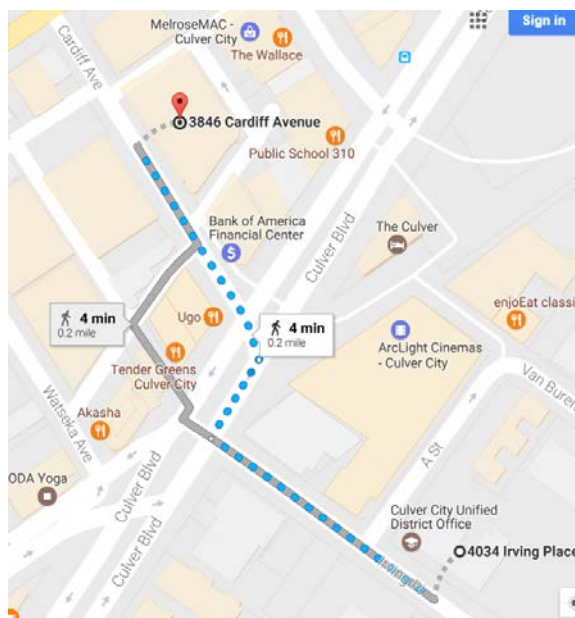 Sign in
MelroseMAC -
Culver City
The Wallace
Cardiff Ave
3846 Cardiff Avenue
Public School 310
Bank of America
Financial Center
Culver Blvd
The Culver
4 min
0.2 mile
Ugo
4 min
0.2 mile
enjoEat classi
ArcLight Cinemas
- Culver City
Tender Greens
Culver City
Van Buren
Watseka Ave
Akasha
A St
ODA Yoga
Culver Blvd
Culver Blvd
Culver City Unified
District Office
4034 Irving Place